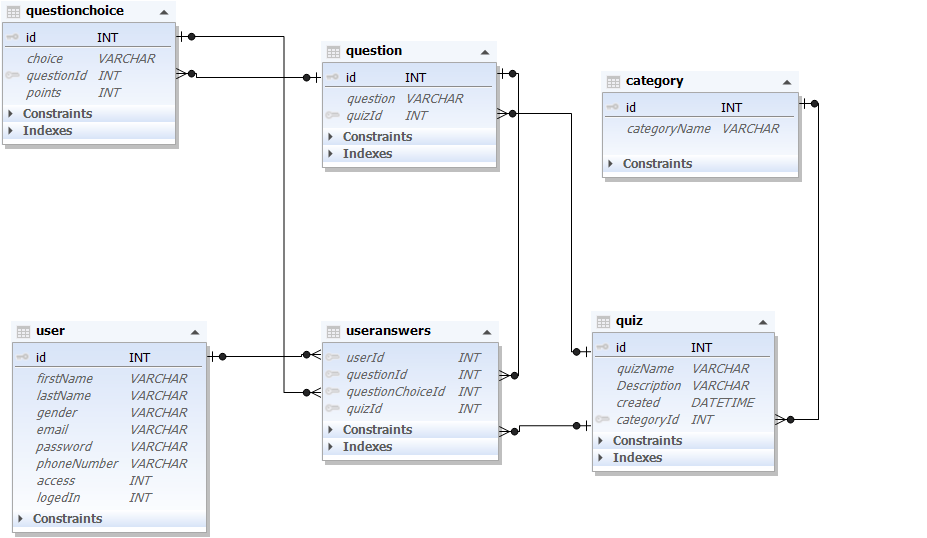 questionchoice
id INT
choice VARCHAR
questionId INT
points INT
Constraints
Indexes
question
id INT
question VARCHAR
quizId INT
Constraints
Indexes
category
id INT
categoryName VARCHAR
Constraints
user
id INT
firstName VARCHAR
lastName VARCHAR
gender VARCHAR
email VARCHAR
password VARCHAR
phoneNumber VARCHAR
access INT
logedIn INT
Constraints
useranswers
userId INT
questionId INT
questionChoiceId INT
quizId INT
Constraints
Indexes
quiz
id INT
quizName VARCHAR
Description VARCHAR
created DATETIME
categoryId INT
Constraints
Indexes